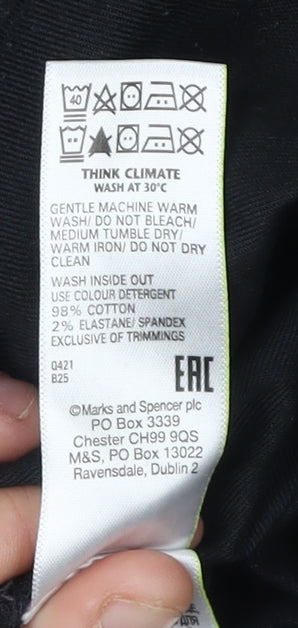 40
THINK CLIMATE
WASH AT 30°C
GENTLE MACHINE WARM
WASH/ DO NOT BLEACH/
MEDIUM TUMBLE DRY/
WARM IRON/ DO NOT DRY
CLEAN
WASH INSIDE OUT
USE COLOUR DETERGENT
98% COTTON
2% ELASTANE/ SPANDEX
EXCLUSIVE OF TRIMMINGS
0421
B25
EAC
©Marks and Spencer plc
PO Box 3339
Chester CH99 9QS
M&S, PO Box 13022
Ravensdale, Dublin 2